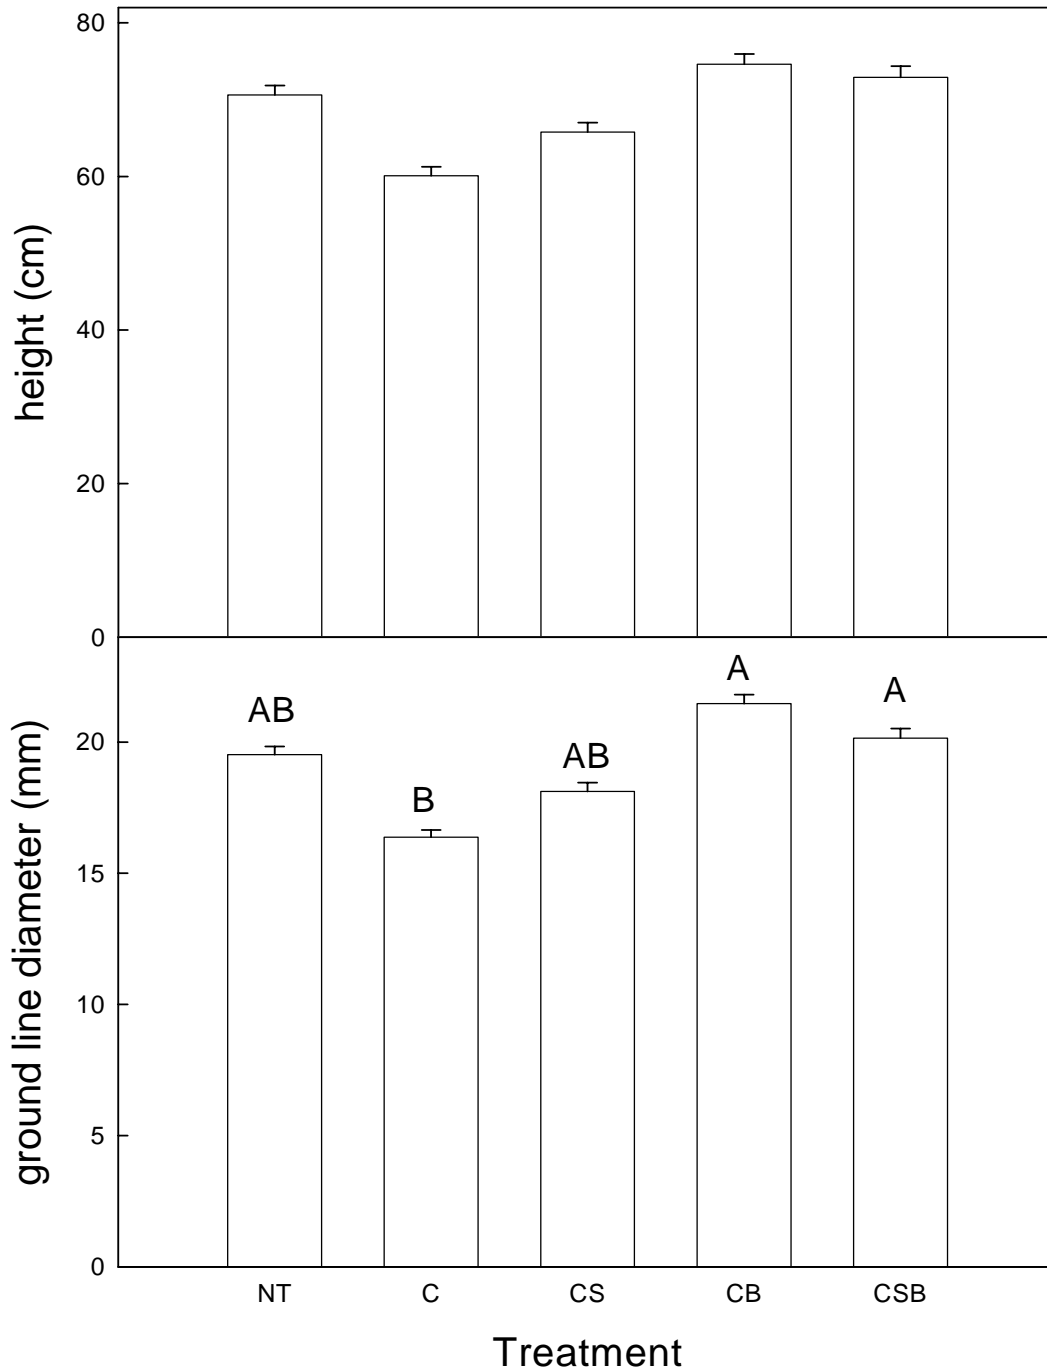 80
60
40
20
0
height (cm)
AB
B
AB
A
A
20
15
10
5
0
ground line diameter (mm)
NT C CS CB CSB
Treatment